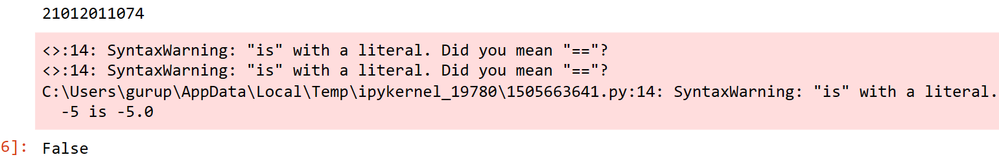 21012011074
<>:14: SyntaxWarning: "is" with a literal. Did you mean "=="?
<>:14: SyntaxWarning: "is" with a literal. Did you mean "=="?
C:\Users\gurup\AppData\Local\Temp\ipykernel_19780\1505663641.py:14: SyntaxWarning: "is" with a literal.
  -5 is -5.0
6]: False